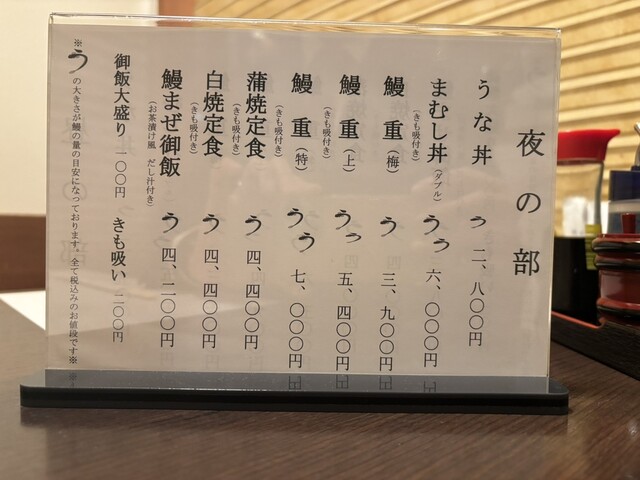 夜の部
うな丼 う 二、八〇〇円
まむし丼(ダブル) うう 六、〇〇〇円
(きも吸付き)
鰻重(梅) う 三、九〇〇円
(きも吸付き)
鰻重(上) うう 五、四〇〇円
(きも吸付き)
鰻重(特) うう 七、〇〇〇円
(きも吸付き)
蒲焼定食 う 四、四〇〇円
(きも吸付き)
白焼定食 う 四、四〇〇円
(きも吸付き)
鰻まぜ御飯 う 四、二〇〇円
(お茶漬け風 だし汁付き)
御飯大盛り 一〇〇円 きも吸い 二〇〇円
※うの大きさが鰻の量の目安になっております。全て税込みのお値段です※